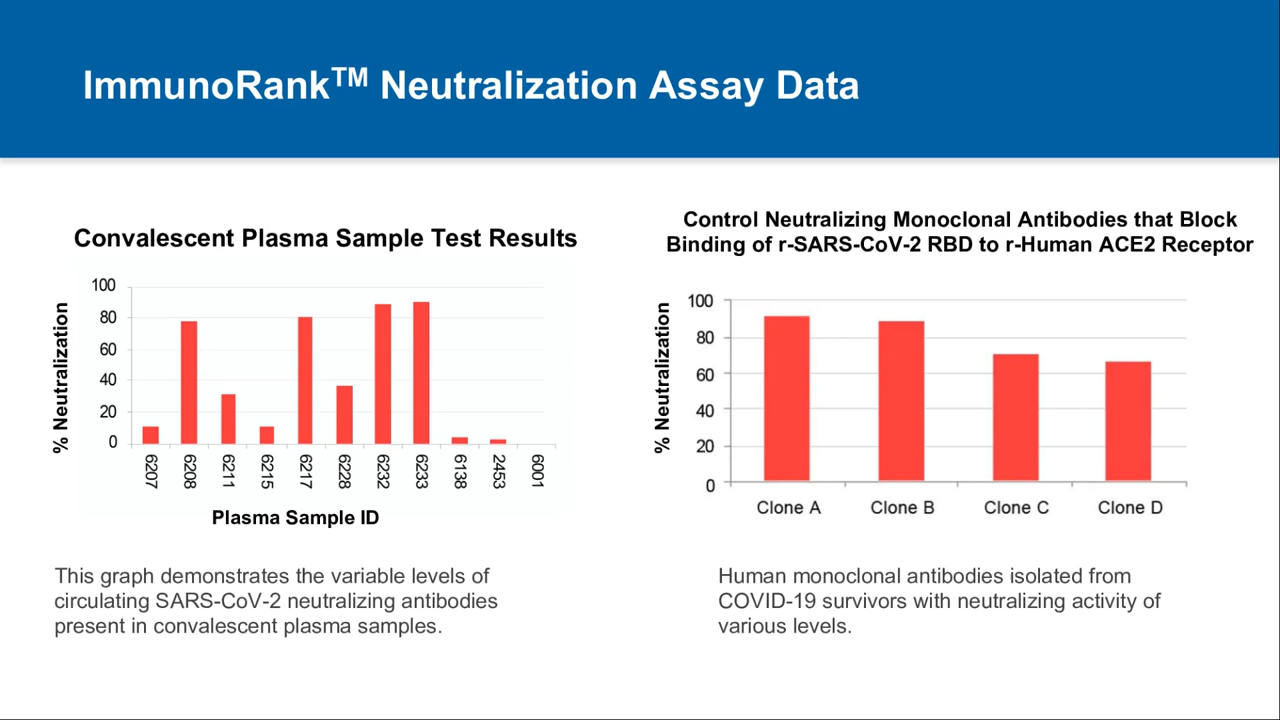 ImmunoRank™ Neutralization Assay Data
Convalescent Plasma Sample Test Results
% Neutralization
100
80
60
40
20
0
6207
6208
6211
6215
6217
6228
6232
6233
6138
2453
6001
Plasma Sample ID
This graph demonstrates the variable levels of
circulating SARS-CoV-2 neutralizing antibodies
present in convalescent plasma samples.
Control Neutralizing Monoclonal Antibodies that Block
Binding of r-SARS-CoV-2 RBD to r-Human ACE2 Receptor
% Neutralization
100
80
60
40
20
0
Clone A
Clone B
Clone C
Clone D
Human monoclonal antibodies isolated from
COVID-19 survivors with neutralizing activity of
various levels.